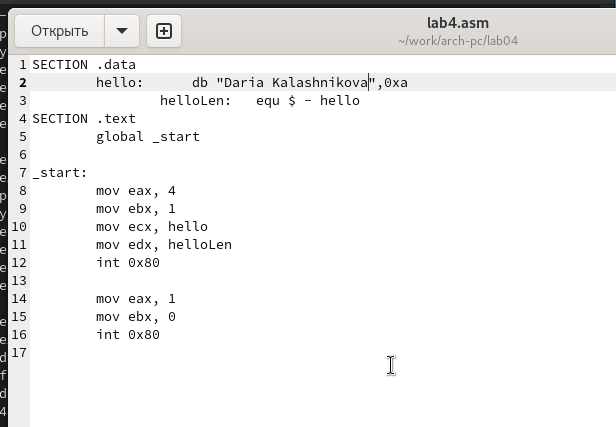 Открыть
lab4.asm
~/work/arch-pc/lab04
1 SECTION .data
2 hello: db "Daria Kalashnikova",0xa
3 helloLen: equ $ - hello
4 SECTION .text
5 global _start
6
7 _start:
8 mov eax, 4
9 mov ebx, 1
10 mov ecx, hello
11 mov edx, helloLen
12 int 0x80
13
14 mov eax, 1
15 mov ebx, 0
16 int 0x80
17